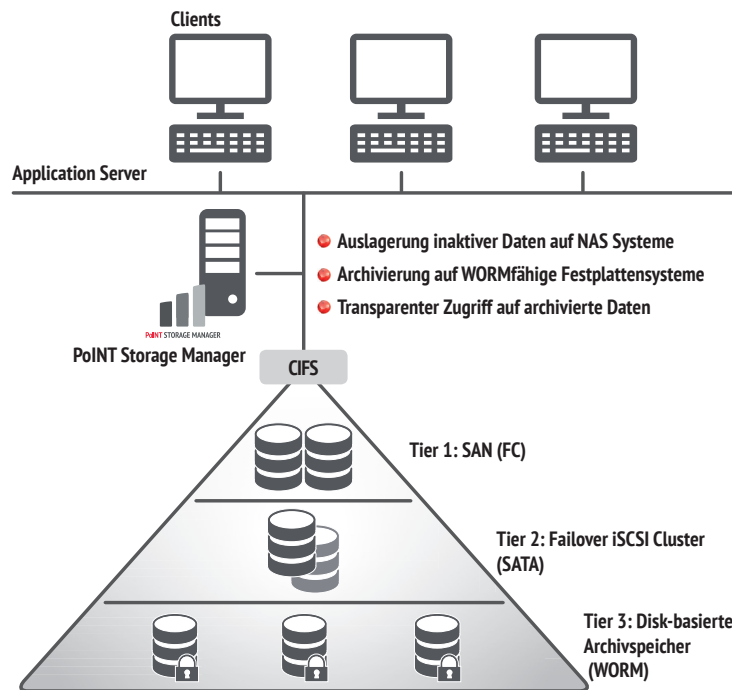 Clients
Application Server
Auslagerung inaktiver Daten auf NAS Systeme
Archivierung auf WORMfähige Festplattensysteme
Transparenter Zugriff auf archivierte Daten
PoINT STORAGE MANAGER
PoINT Storage Manager
CIFS
Tier 1: SAN (FC)
Tier 2: Failover iSCSI Cluster
(SATA)
Tier 3: Disk-basierte
Archivspeicher
(WORM)